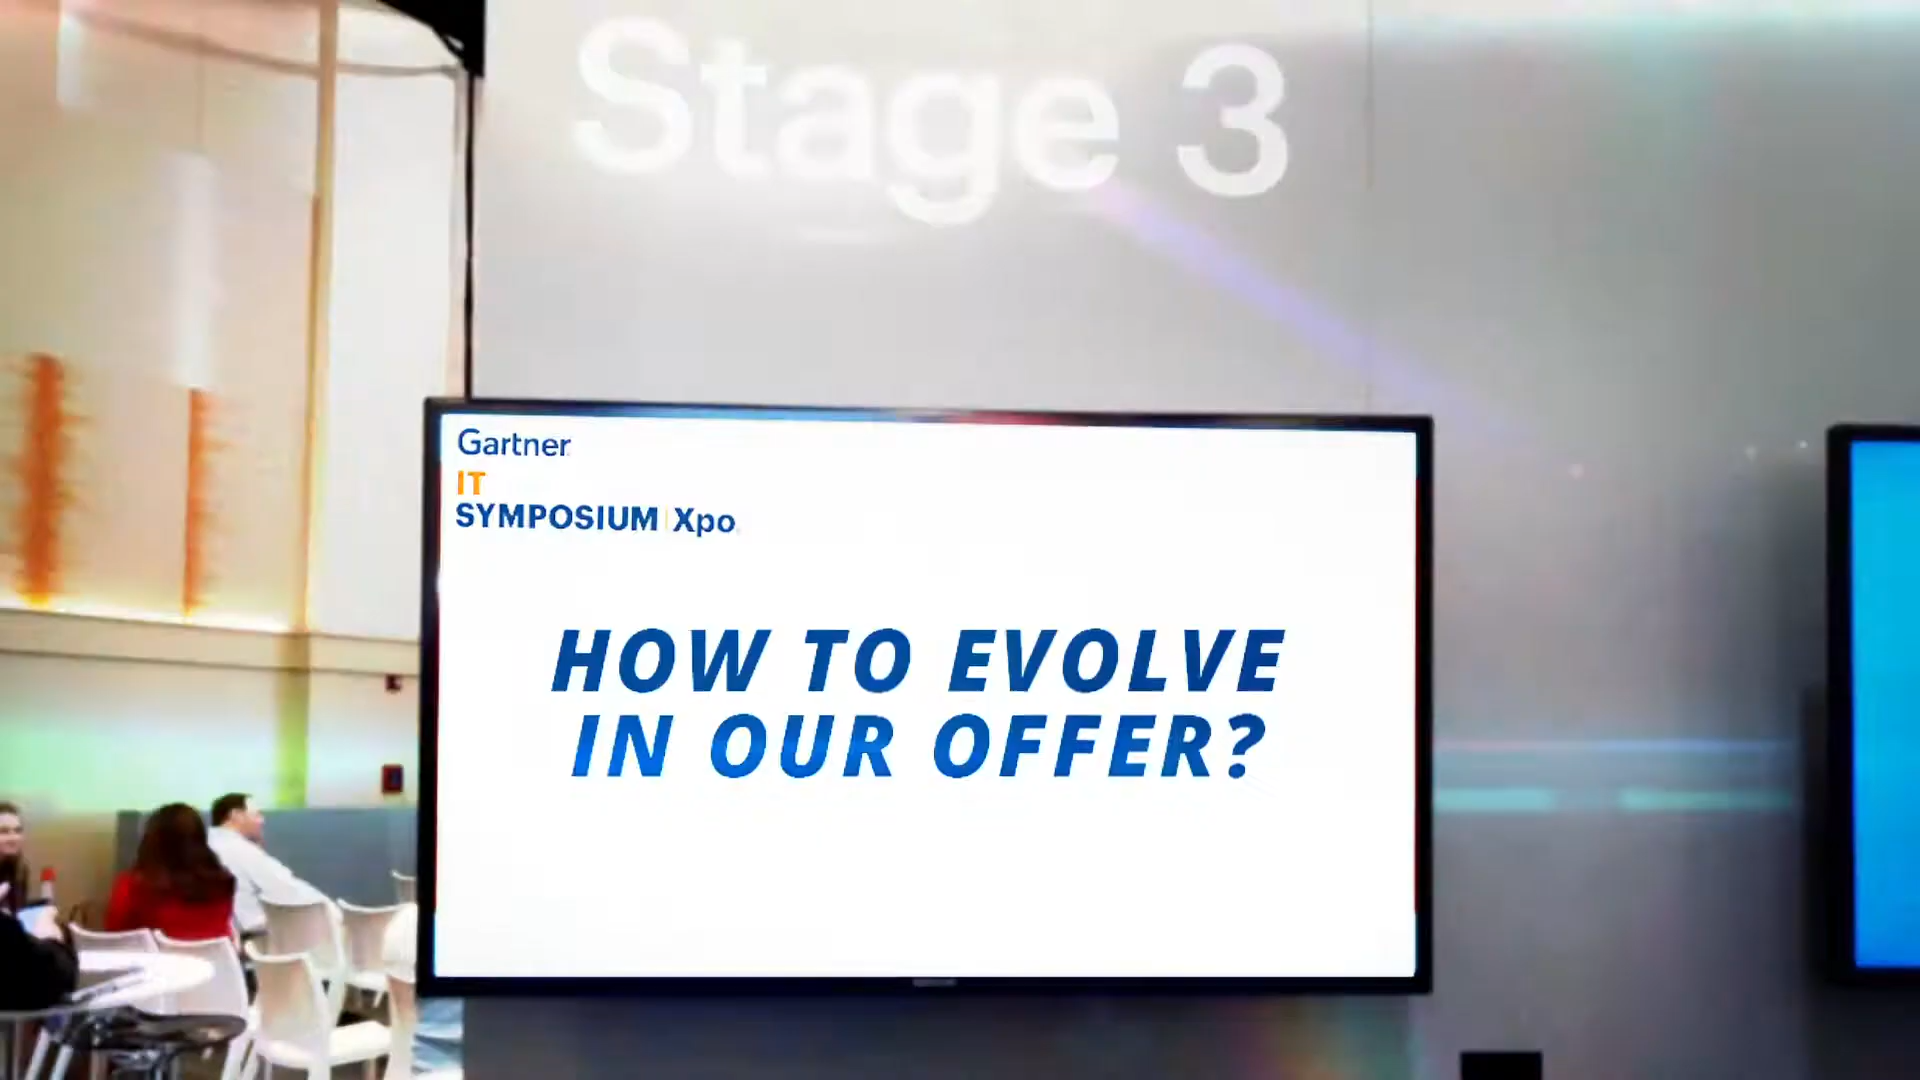 Stage 3
Gartner
IT
SYMPOSIUM | Xpo
HOW TO EVOLVE
IN OUR OFFER?